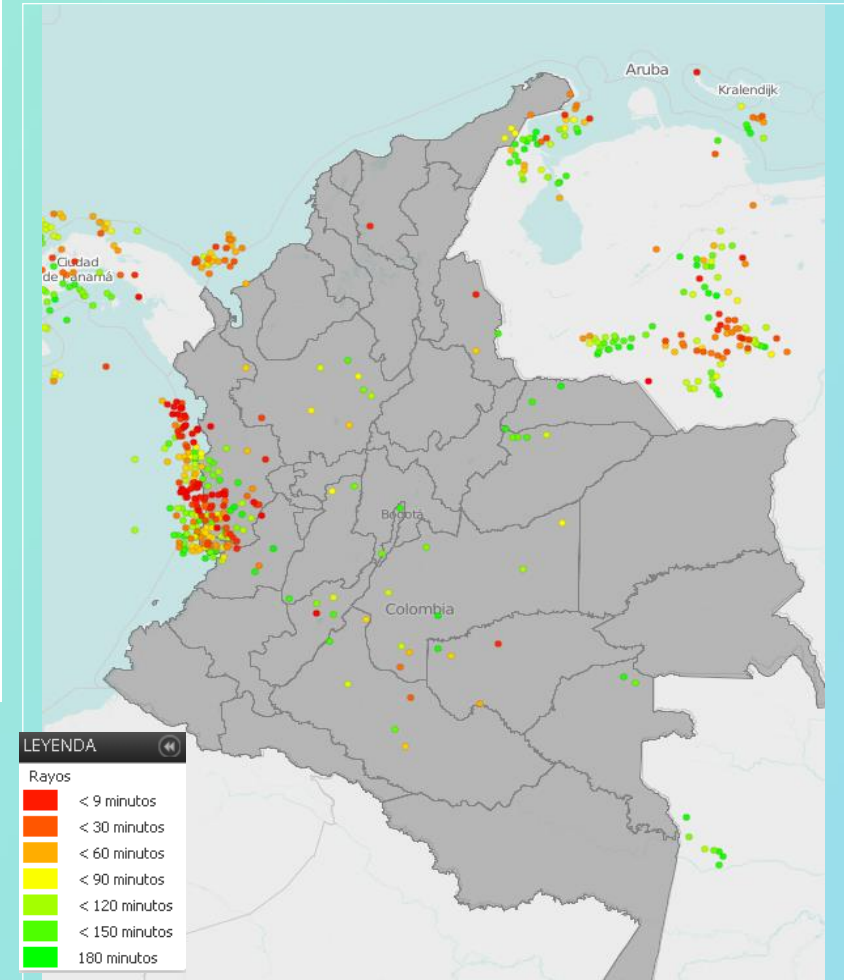 Aruba
Kralendijk
Ciudad
de Panamá
Bogotá
Colombia
LEYENDA
Rayos
< 9 minutos
< 30 minutos
< 60 minutos
< 90 minutos
< 120 minutos
< 150 minutos
180 minutos